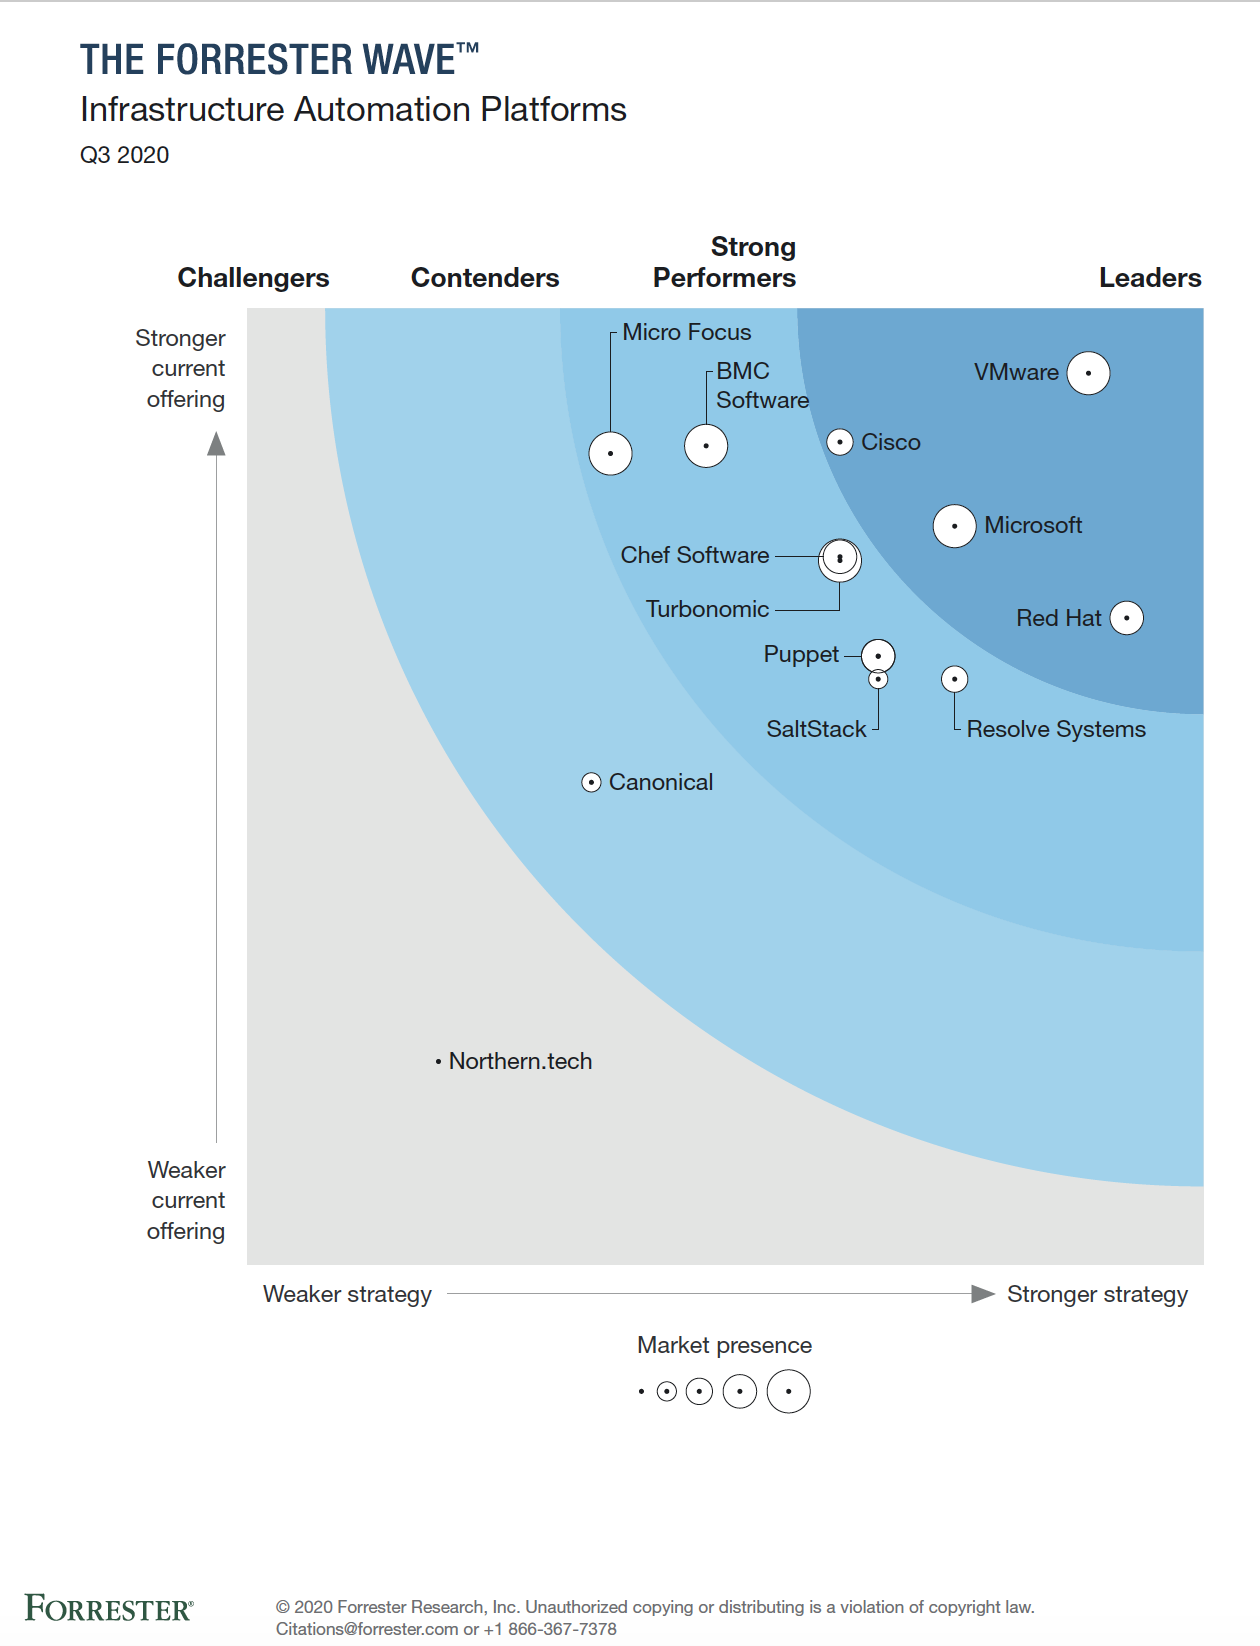 THE FORRESTER WAVE™
Infrastructure Automation Platforms
Q3 2020
Challengers
Contenders
Strong
Performers
Leaders
Stronger
current
offering
Micro Focus
BMC
Software
VMware
Cisco
Microsoft
Chef Software
Turbonomic
Red Hat
Puppet
SaltStack
Resolve Systems
Canonical
Northern.tech
Weaker
current
offering
Weaker strategy
Stronger strategy
Market presence
FORRESTER®
© 2020 Forrester Research, Inc. Unauthorized copying or distributing is a violation of copyright law.
Citations@forrester.com or +1 866-367-7378